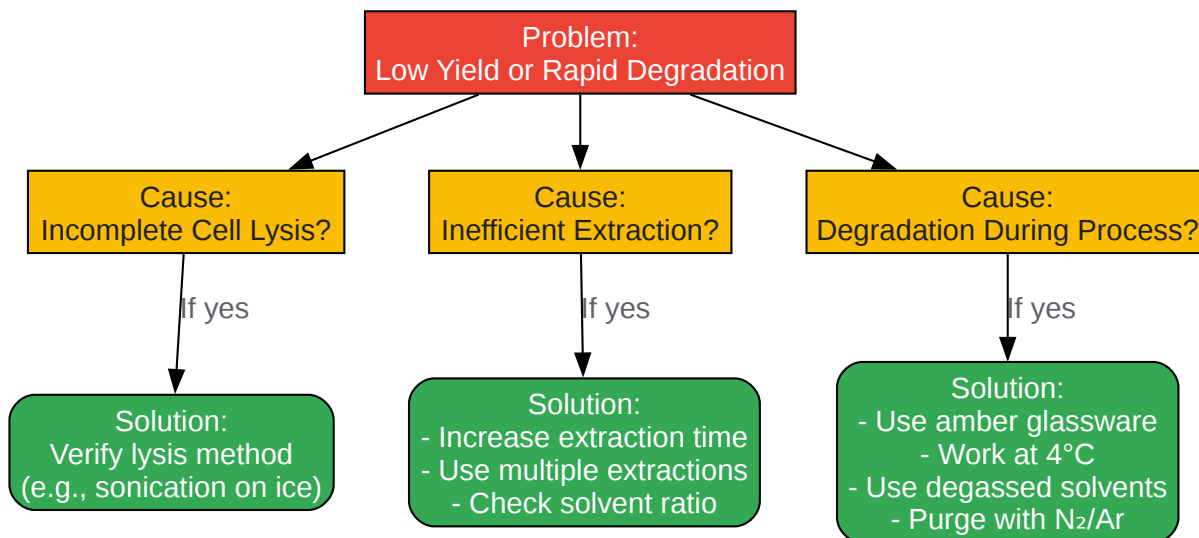 Problem:
Low Yield or Rapid Degradation
Cause:
Incomplete Cell Lysis?
Cause:
Inefficient Extraction?
Cause:
Degradation During Process?
If yes
If yes
If yes
Solution:
Verify lysis method
(e.g., sonication on ice)
Solution:
- Increase extraction time
- Use multiple extractions
- Check solvent ratio
Solution:
- Use amber glassware
- Work at 4°C
- Use degassed solvents
- Purge with N₂/Ar